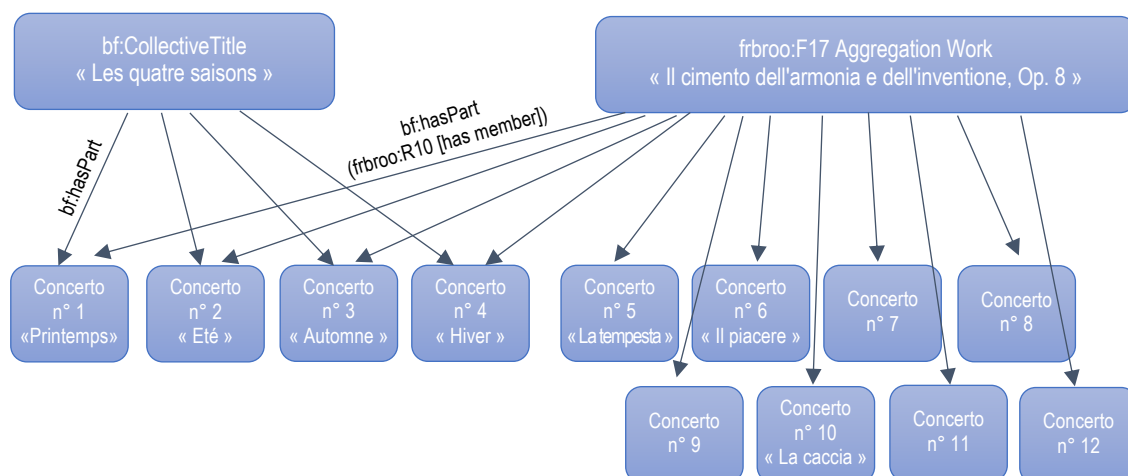 bf:CollectiveTitle
« Les quatre saisons »
frbroo:F17 Aggregation Work
« Il cimento dell'armonia e dell'inventione, Op. 8 »
bf:hasPart
bf:hasPart
(frbroo:R10 [has member])
Concerto
n° 1
«Printemps»
Concerto
n° 2
« Eté »
Concerto
n° 3
« Automne »
Concerto
n° 4
« Hiver »
Concerto
n° 5
« La tempesta »
Concerto
n° 6
« Il piacere »
Concerto
n° 7
Concerto
n° 8
Concerto
n° 9
Concerto
n° 10
« La caccia »
Concerto
n° 11
Concerto
n° 12